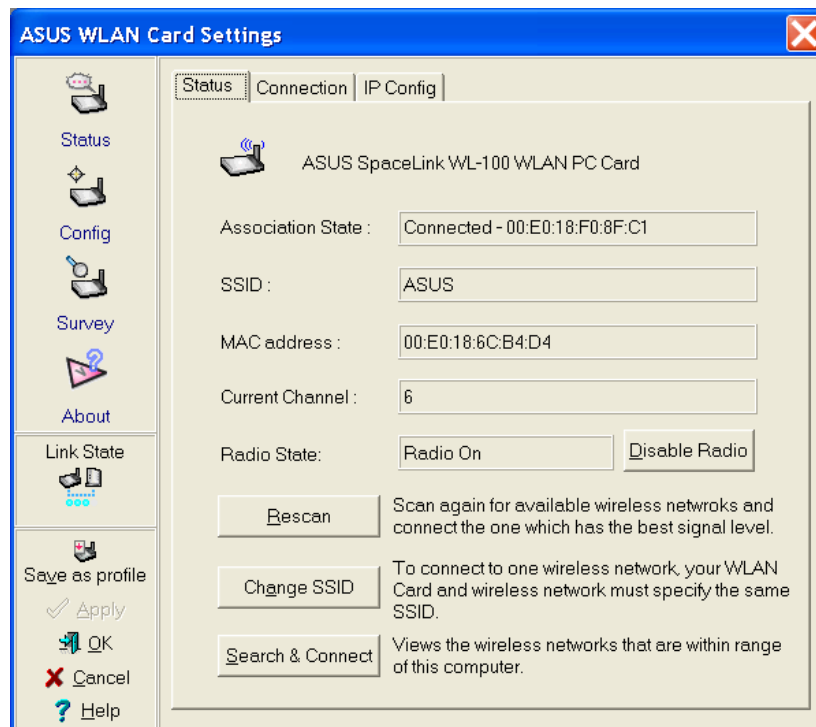 ASUS WLAN Card Settings
Status
Config
Survey
About
Link State
Save as profile
Apply
OK
Cancel
Help
Status Connection IP Config
ASUS SpaceLink WL-100 WLAN PC Card
Association State : Connected - 00:E0:18:F0:8F:C1
SSID : ASUS
MAC address : 00:E0:18:6C:B4:D4
Current Channel : 6
Radio State: Radio On Disable Radio
Rescan
Scan again for available wireless netwroks and
connect the one which has the best signal level.
Change SSID
To connect to one wireless network, your WLAN
Card and wireless network must specify the same
SSID.
Search & Connect
Views the wireless networks that are within range
of this computer.